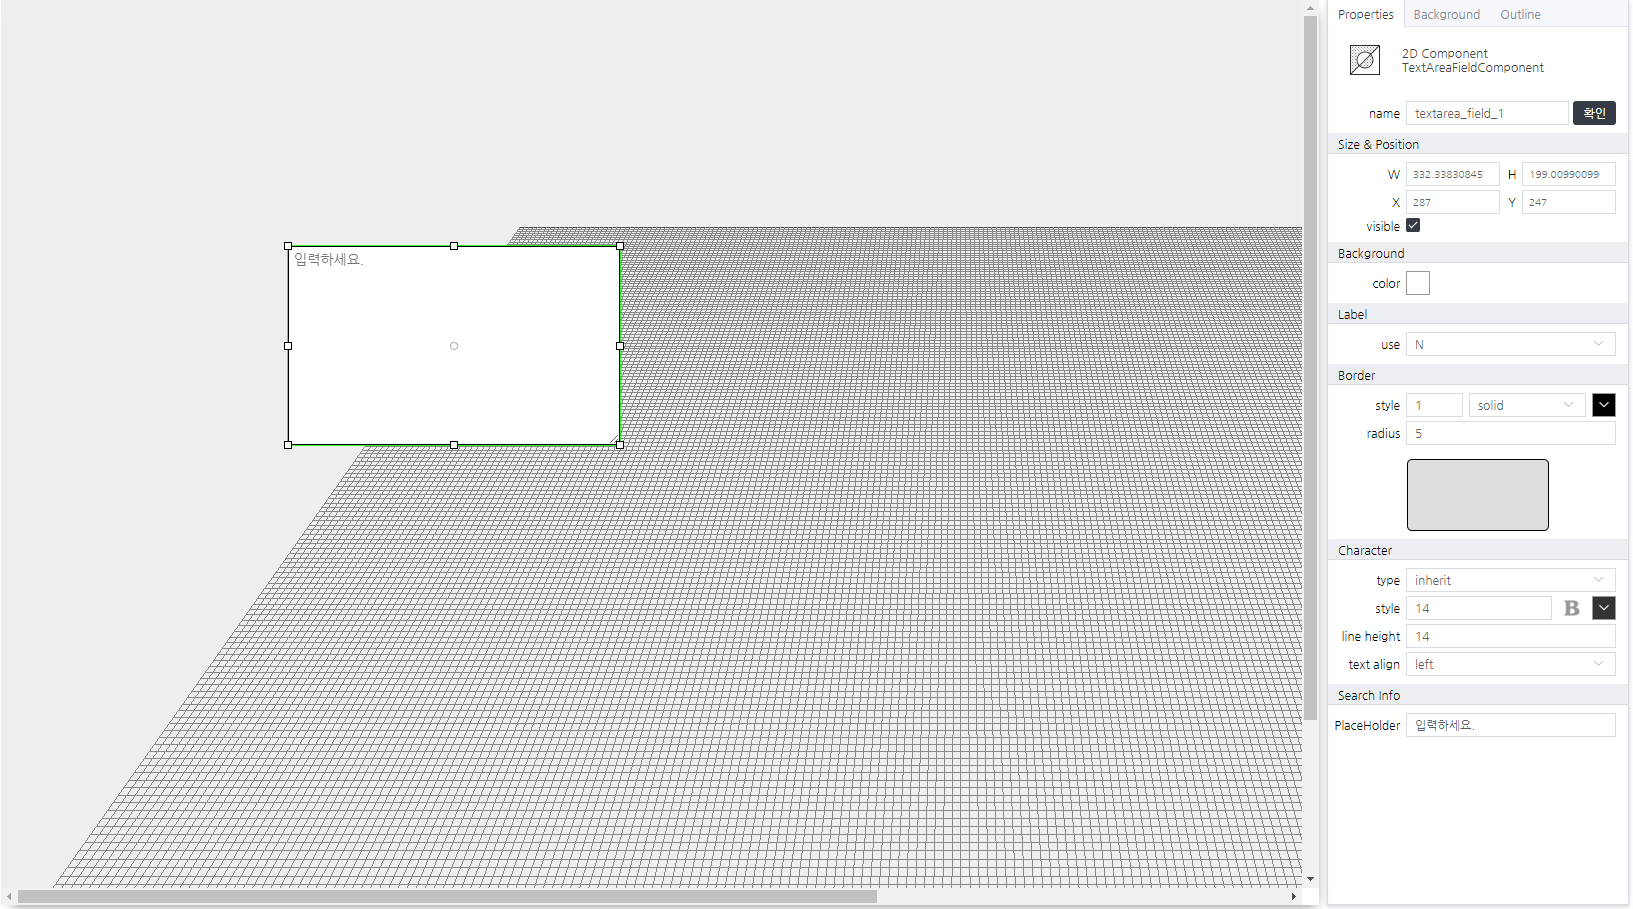 입력하세요.
Properties Background Outline
2D Component
TextAreaFieldComponent
name textarea_field_1 확인
Size & Position
W 332.33830845 H 199.00990099
X 287 Y 247
visible
Background
color
Label
use N
Border
style 1 solid
radius 5
Character
type inherit
style 14 B
line height 14
text align left
Search Info
PlaceHolder 입력하세요.